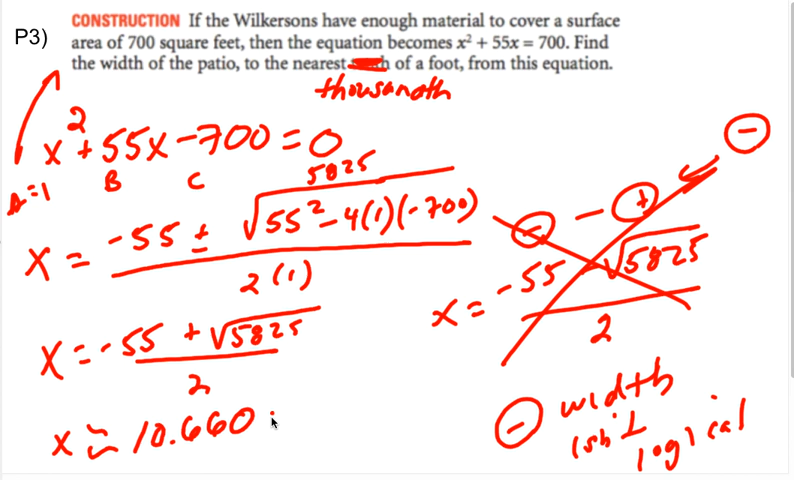 P3)
CONSTRUCTION If the Wilkersons have enough material to cover a surface
area of 700 square feet, then the equation becomes x² + 55x = 700. Find
the width of the patio, to the nearest of a foot, from this equation.
thousandth
x² + 55x - 700 = 0
A=1 B C
5825
x = -55 ± √55² - 4(1)(-700)
2(1)
x = -55 + √5825
2
x ≈ 10.660
⊖
⊖ - ⊕
x = -55 √5825
2
⊖ width
isn't
logical